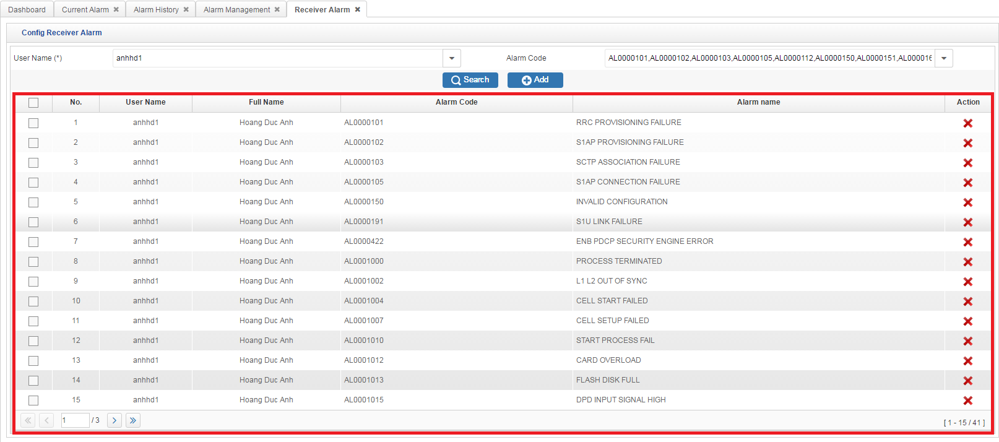 Dashboard Current Alarm Alarm History Alarm Management Receiver Alarm
Config Receiver Alarm
User Name (*) anhhd1 Alarm Code AL0000101,AL0000102,AL0000103,AL0000105,AL0000112,AL0000150,AL0000151,AL000016
Search Add
No. User Name Full Name Alarm Code Alarm name Action
1 anhhd1 Hoang Duc Anh AL0000101 RRC PROVISIONING FAILURE
2 anhhd1 Hoang Duc Anh AL0000102 S1AP PROVISIONING FAILURE
3 anhhd1 Hoang Duc Anh AL0000103 SCTP ASSOCIATION FAILURE
4 anhhd1 Hoang Duc Anh AL0000105 S1AP CONNECTION FAILURE
5 anhhd1 Hoang Duc Anh AL0000150 INVALID CONFIGURATION
6 anhhd1 Hoang Duc Anh AL0000191 S1U LINK FAILURE
7 anhhd1 Hoang Duc Anh AL0000422 ENB PDCP SECURITY ENGINE ERROR
8 anhhd1 Hoang Duc Anh AL0001000 PROCESS TERMINATED
9 anhhd1 Hoang Duc Anh AL0001002 L1 L2 OUT OF SYNC
10 anhhd1 Hoang Duc Anh AL0001004 CELL START FAILED
11 anhhd1 Hoang Duc Anh AL0001007 CELL SETUP FAILED
12 anhhd1 Hoang Duc Anh AL0001010 START PROCESS FAIL
13 anhhd1 Hoang Duc Anh AL0001012 CARD OVERLOAD
14 anhhd1 Hoang Duc Anh AL0001013 FLASH DISK FULL
15 anhhd1 Hoang Duc Anh AL0001015 DPD INPUT SIGNAL HIGH
1 / 3 [ 1 - 15 / 41 ]